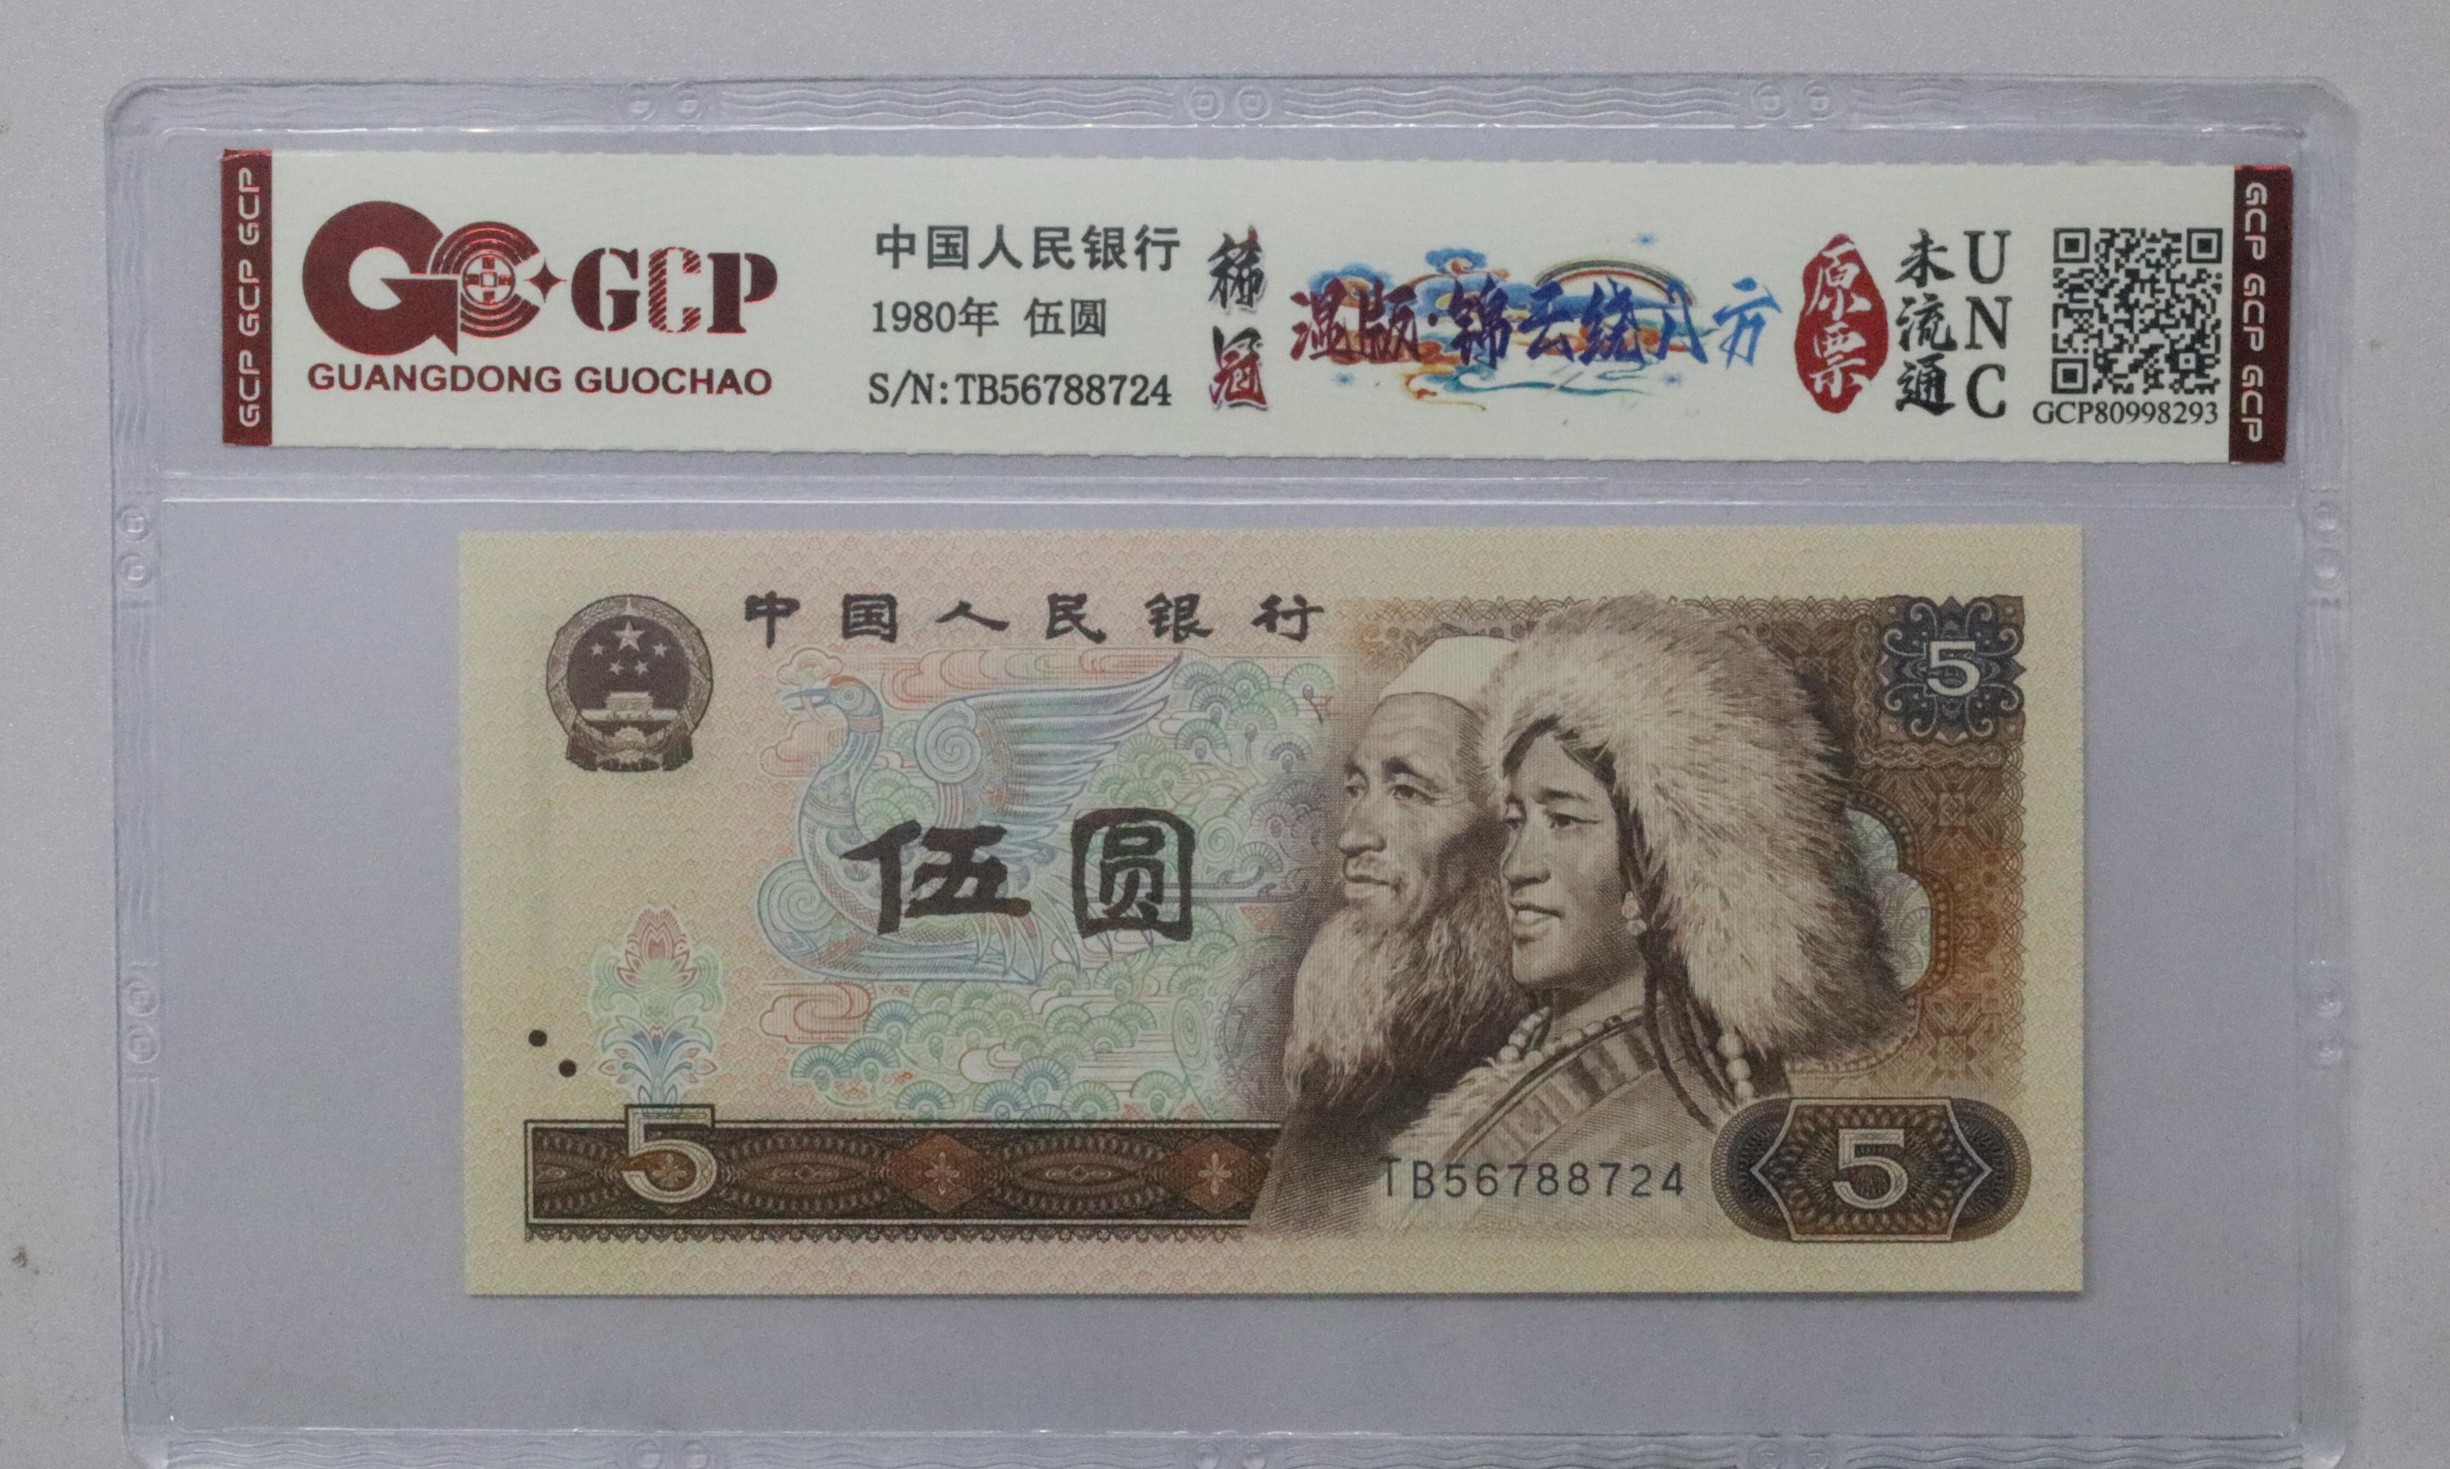 GCP GCP GCP
GCP
GUANGDONG GUOCHAO
中国人民银行
1980年 伍圆
S/N:TB56788724
稀冠
温版·锦云绕八方
原票
未流通
UNC
GCP80998293
GCP GCP GCP
中国人民银行
5
伍圆
5
TB56788724
5